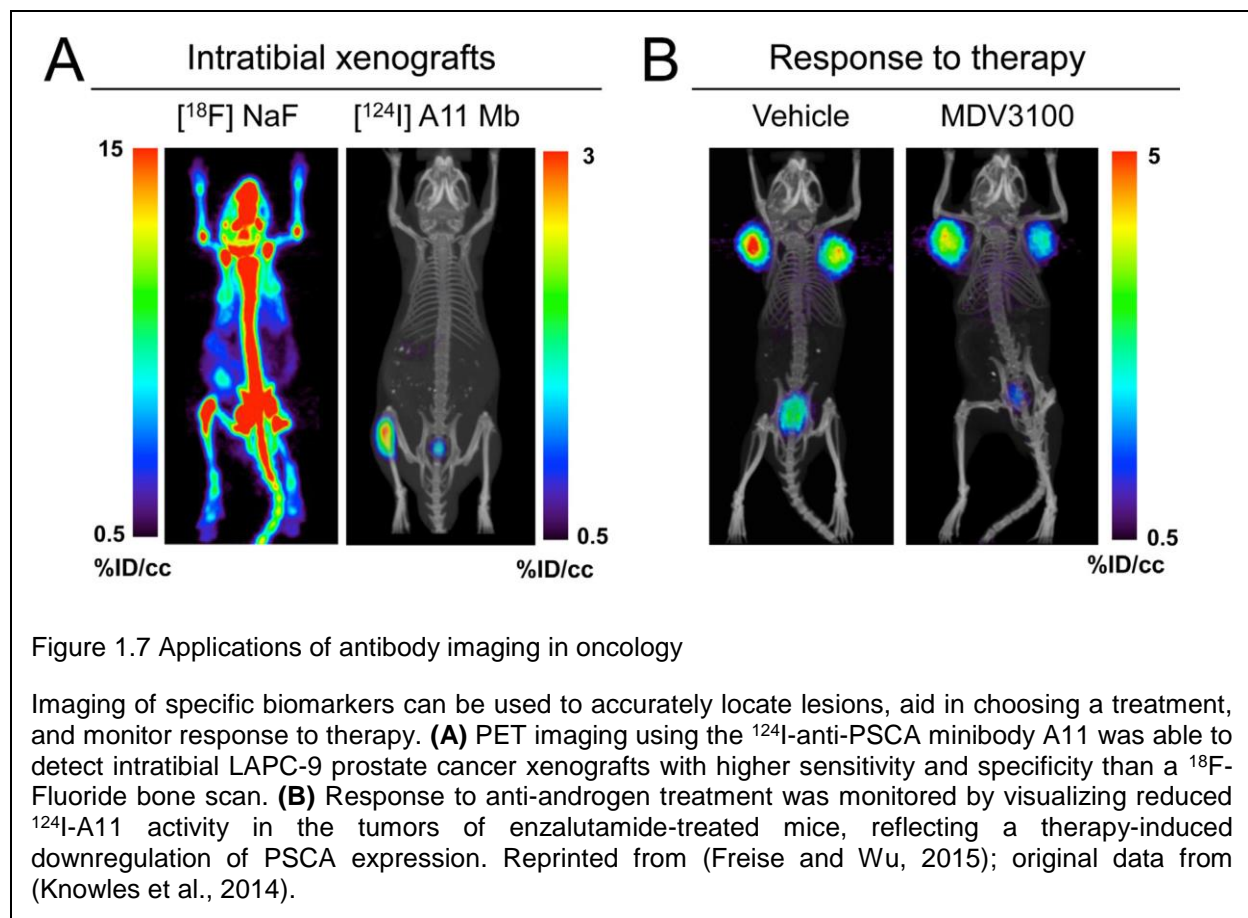 A
Intratibial xenografts
[¹⁸F] NaF
[¹²⁴I] A11 Mb
15
0.5
%ID/cc
3
0.5
%ID/cc
B
Response to therapy
Vehicle
MDV3100
5
0.5
%ID/cc
Figure 1.7 Applications of antibody imaging in oncology
Imaging of specific biomarkers can be used to accurately locate lesions, aid in choosing a treatment,
and monitor response to therapy. (A) PET imaging using the ¹²⁴I-anti-PSCA minibody A11 was able to
detect intratibial LAPC-9 prostate cancer xenografts with higher sensitivity and specificity than a ¹⁸F-
Fluoride bone scan. (B) Response to anti-androgen treatment was monitored by visualizing reduced
¹²⁴I-A11 activity in the tumors of enzalutamide-treated mice, reflecting a therapy-induced
downregulation of PSCA expression. Reprinted from (Freise and Wu, 2015); original data from
(Knowles et al., 2014).